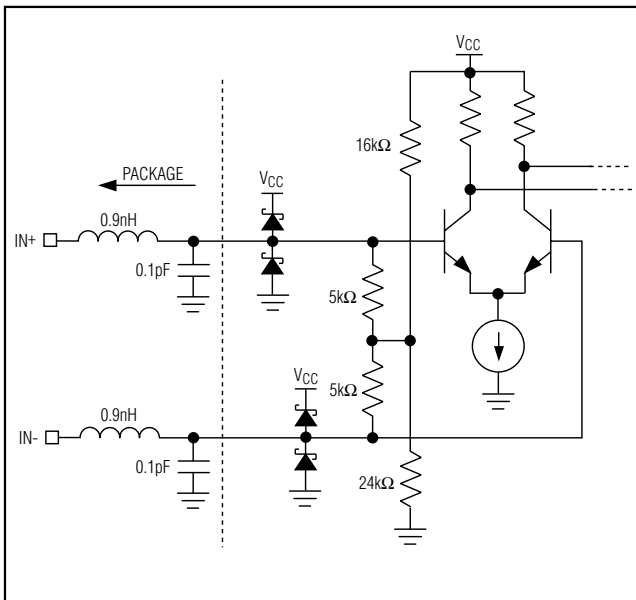 VCC
16kΩ
PACKAGE
VCC
0.9nH
IN+
0.1pF
5kΩ
VCC
5kΩ
0.9nH
IN-
0.1pF
24kΩ